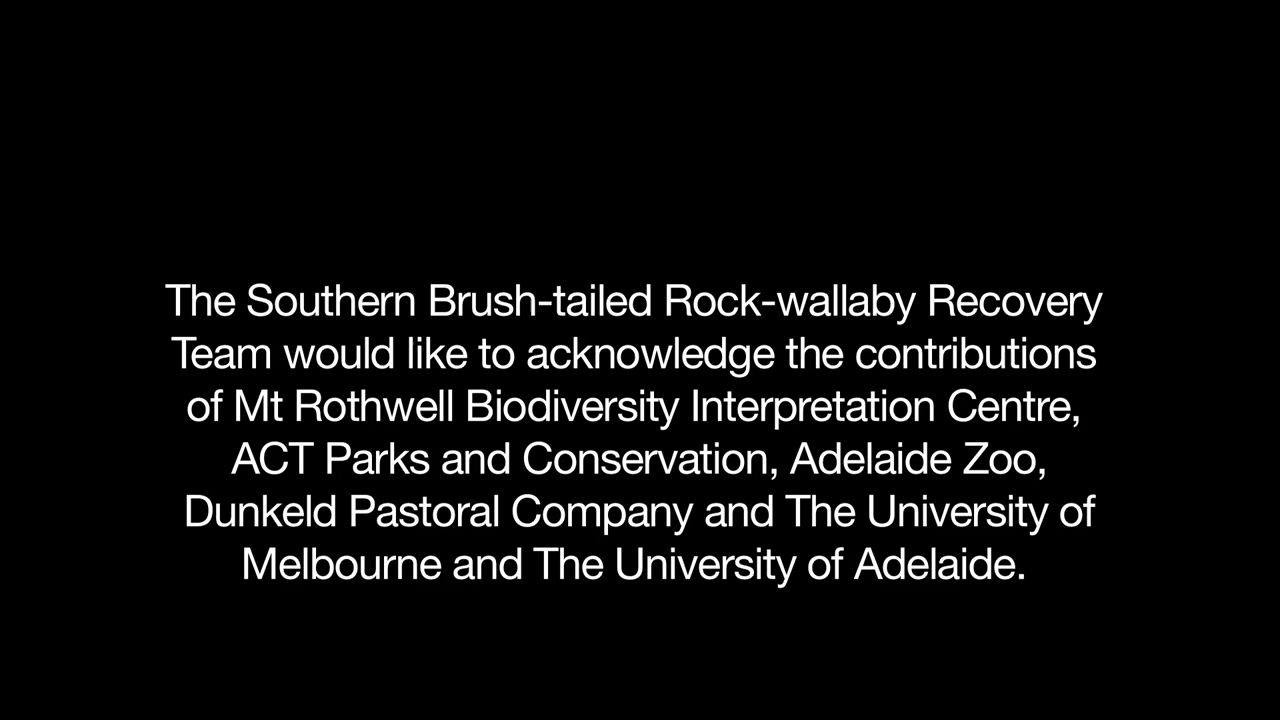 The Southern Brush-tailed Rock-wallaby Recovery
Team would like to acknowledge the contributions
of Mt Rothwell Biodiversity Interpretation Centre,
ACT Parks and Conservation, Adelaide Zoo,
Dunkeld Pastoral Company and The University of
Melbourne and The University of Adelaide.